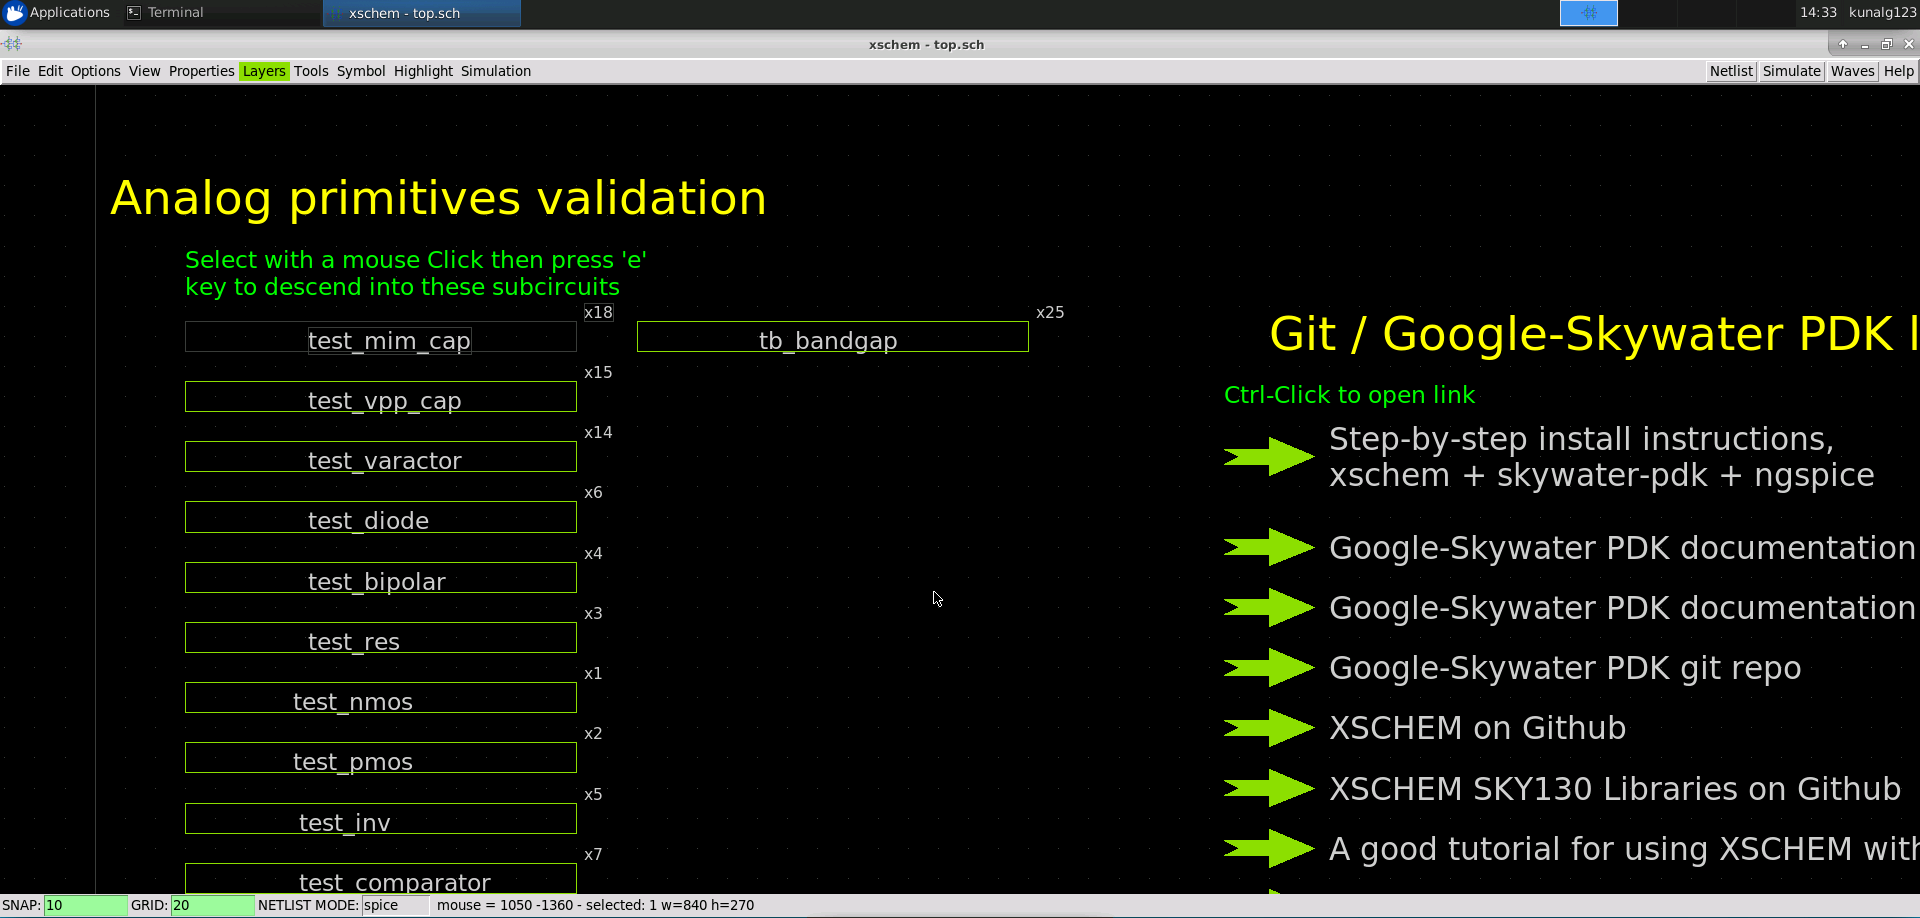 Applications
Terminal
xschem - top.sch
14:33
kunalg123
xschem - top.sch
File Edit Options View Properties Layers Tools Symbol Highlight Simulation
Netlist Simulate Waves Help
Analog primitives validation
Select with a mouse Click then press 'e'
key to descend into these subcircuits
x18
test_mim_cap
x25
tb_bandgap
x15
test_vpp_cap
x14
test_varactor
x6
test_diode
x4
test_bipolar
x3
test_res
x1
test_nmos
x2
test_pmos
x5
test_inv
x7
test_comparator
Git / Google-Skywater PDK l
Ctrl-Click to open link
Step-by-step install instructions,
xschem + skywater-pdk + ngspice
Google-Skywater PDK documentation
Google-Skywater PDK documentation
Google-Skywater PDK git repo
XSCHEM on Github
XSCHEM SKY130 Libraries on Github
A good tutorial for using XSCHEM with
SNAP: 10 GRID: 20 NETLIST MODE: spice mouse = 1050 -1360 - selected: 1 w=840 h=270